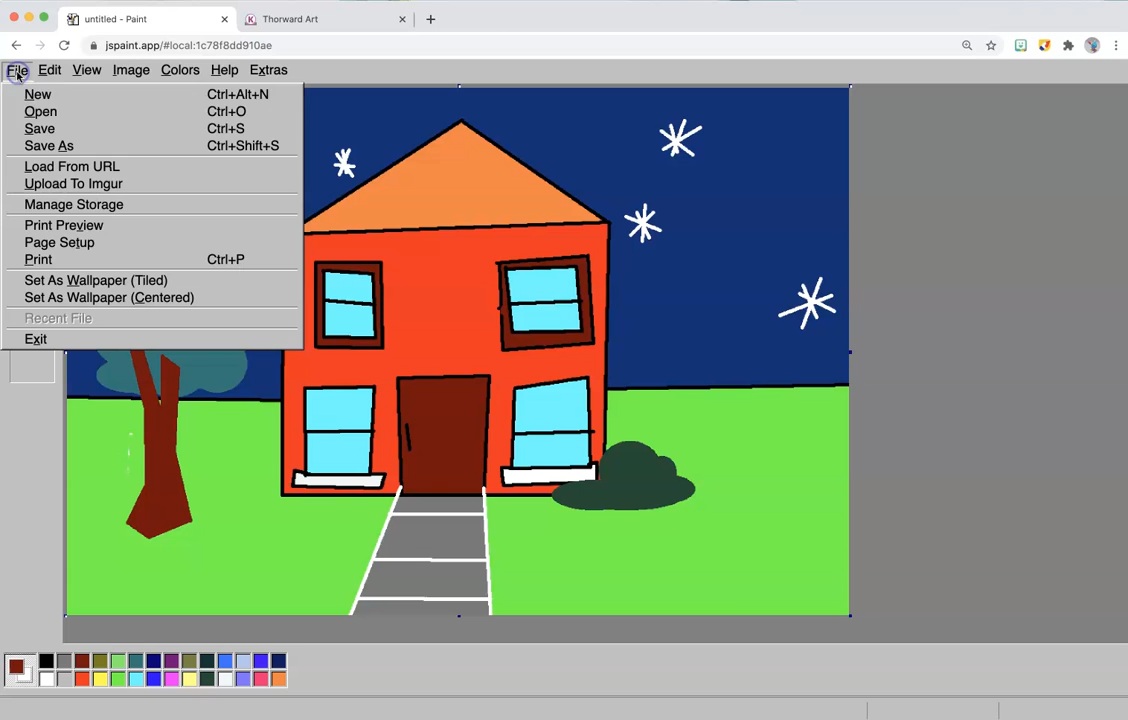 untitled - Paint
Thorward Art
jspaint.app/#local:1c78f8dd910ae
File Edit View Image Colors Help Extras
New Ctrl+Alt+N
Open Ctrl+O
Save Ctrl+S
Save As Ctrl+Shift+S
Load From URL
Upload To Imgur
Manage Storage
Print Preview
Page Setup
Print Ctrl+P
Set As Wallpaper (Tiled)
Set As Wallpaper (Centered)
Recent File
Exit